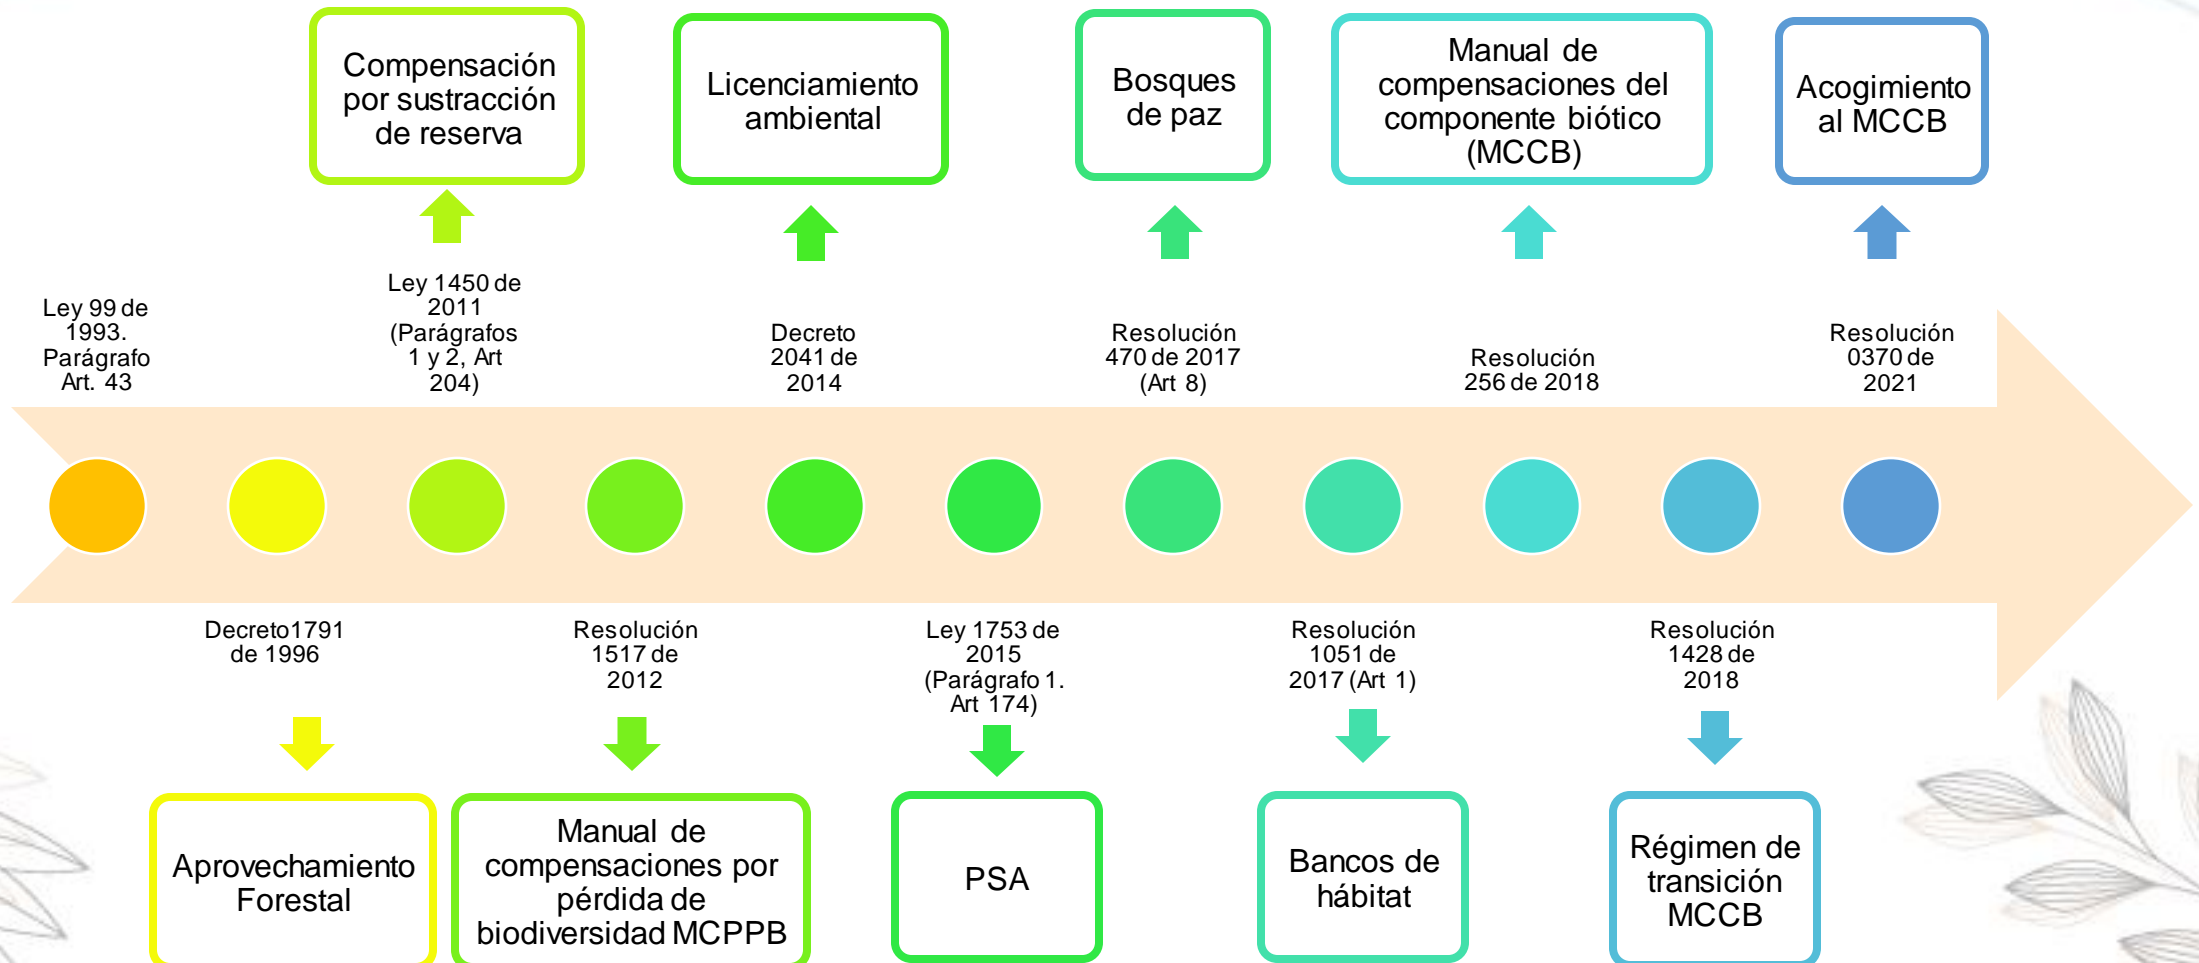 Compensación
por sustracción
de reserva
Licenciamiento
ambiental
Bosques
de paz
Manual de
compensaciones del
componente biótico
(MCCB)
Acogimiento
al MCCB
Ley 99 de
1993.
Parágrafo
Art. 43
Ley 1450 de
2011
(Parágrafos
1 y 2, Art
204)
Decreto
2041 de
2014
Resolución
470 de 2017
(Art 8)
Resolución
256 de 2018
Resolución
0370 de
2021
Decreto1791
de 1996
Resolución
1517 de
2012
Ley 1753 de
2015
(Parágrafo 1.
Art 174)
Resolución
1051 de
2017 (Art 1)
Resolución
1428 de
2018
Aprovechamiento
Forestal
Manual de
compensaciones por
pérdida de
biodiversidad MCPPB
PSA
Bancos de
hábitat
Régimen de
transición
MCCB